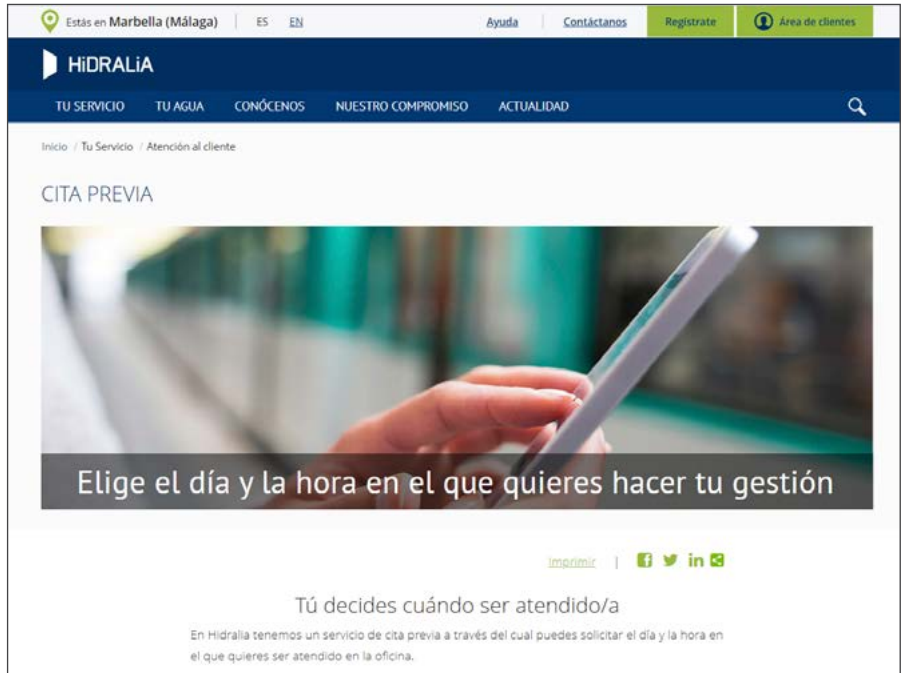 Estás en Marbella (Málaga) | ES EN Ayuda | Contáctanos Regístrate Área de clientes
HiDRALiA
TU SERVICIO TU AGUA CONÓCENOS NUESTRO COMPROMISO ACTUALIDAD
Inicio / Tu Servicio / Atención al cliente
CITA PREVIA
Elige el día y la hora en el que quieres hacer tu gestión
Imprimir |
Tú decides cuándo ser atendido/a
En Hidralia tenemos un servicio de cita previa a través del cual puedes solicitar el día y la hora en
el que quieres ser atendido en la oficina.